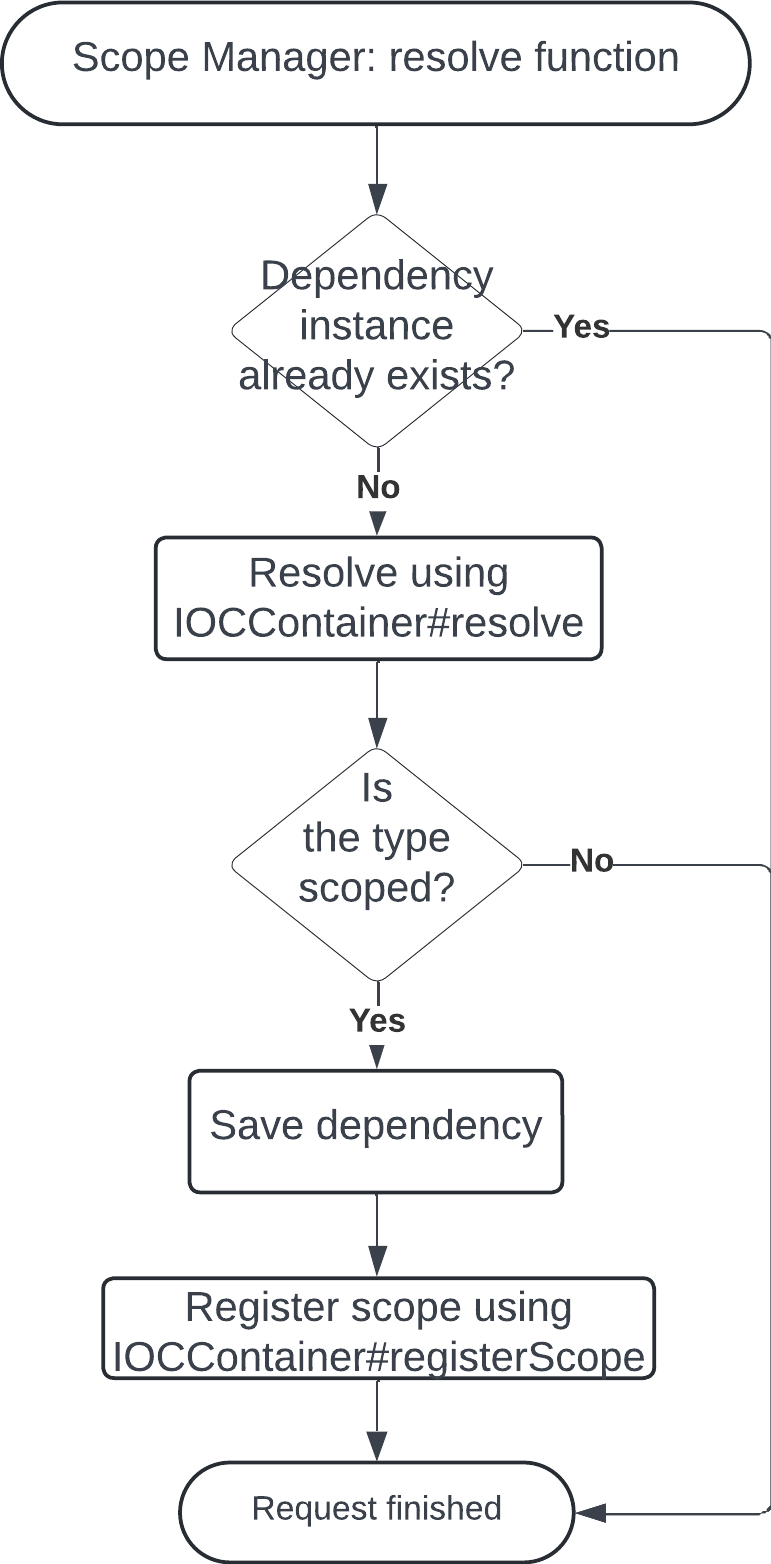 Scope Manager: resolve function
Dependency
instance
already exists?
Yes
No
Resolve using
IOCContainer#resolve
Is
the type
scoped?
No
Yes
Save dependency
Register scope using
IOCContainer#registerScope
Request finished